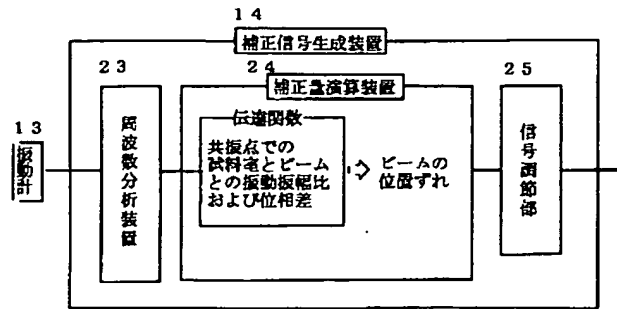 14
補正信号生成装置
23
24
補正量演算装置
25
13
振動計
周波数分析装置
伝達関数
共振点での
試料室とビーム
との振動振幅比
および位相差
⇨ ビームの
位置ずれ
信号調節部